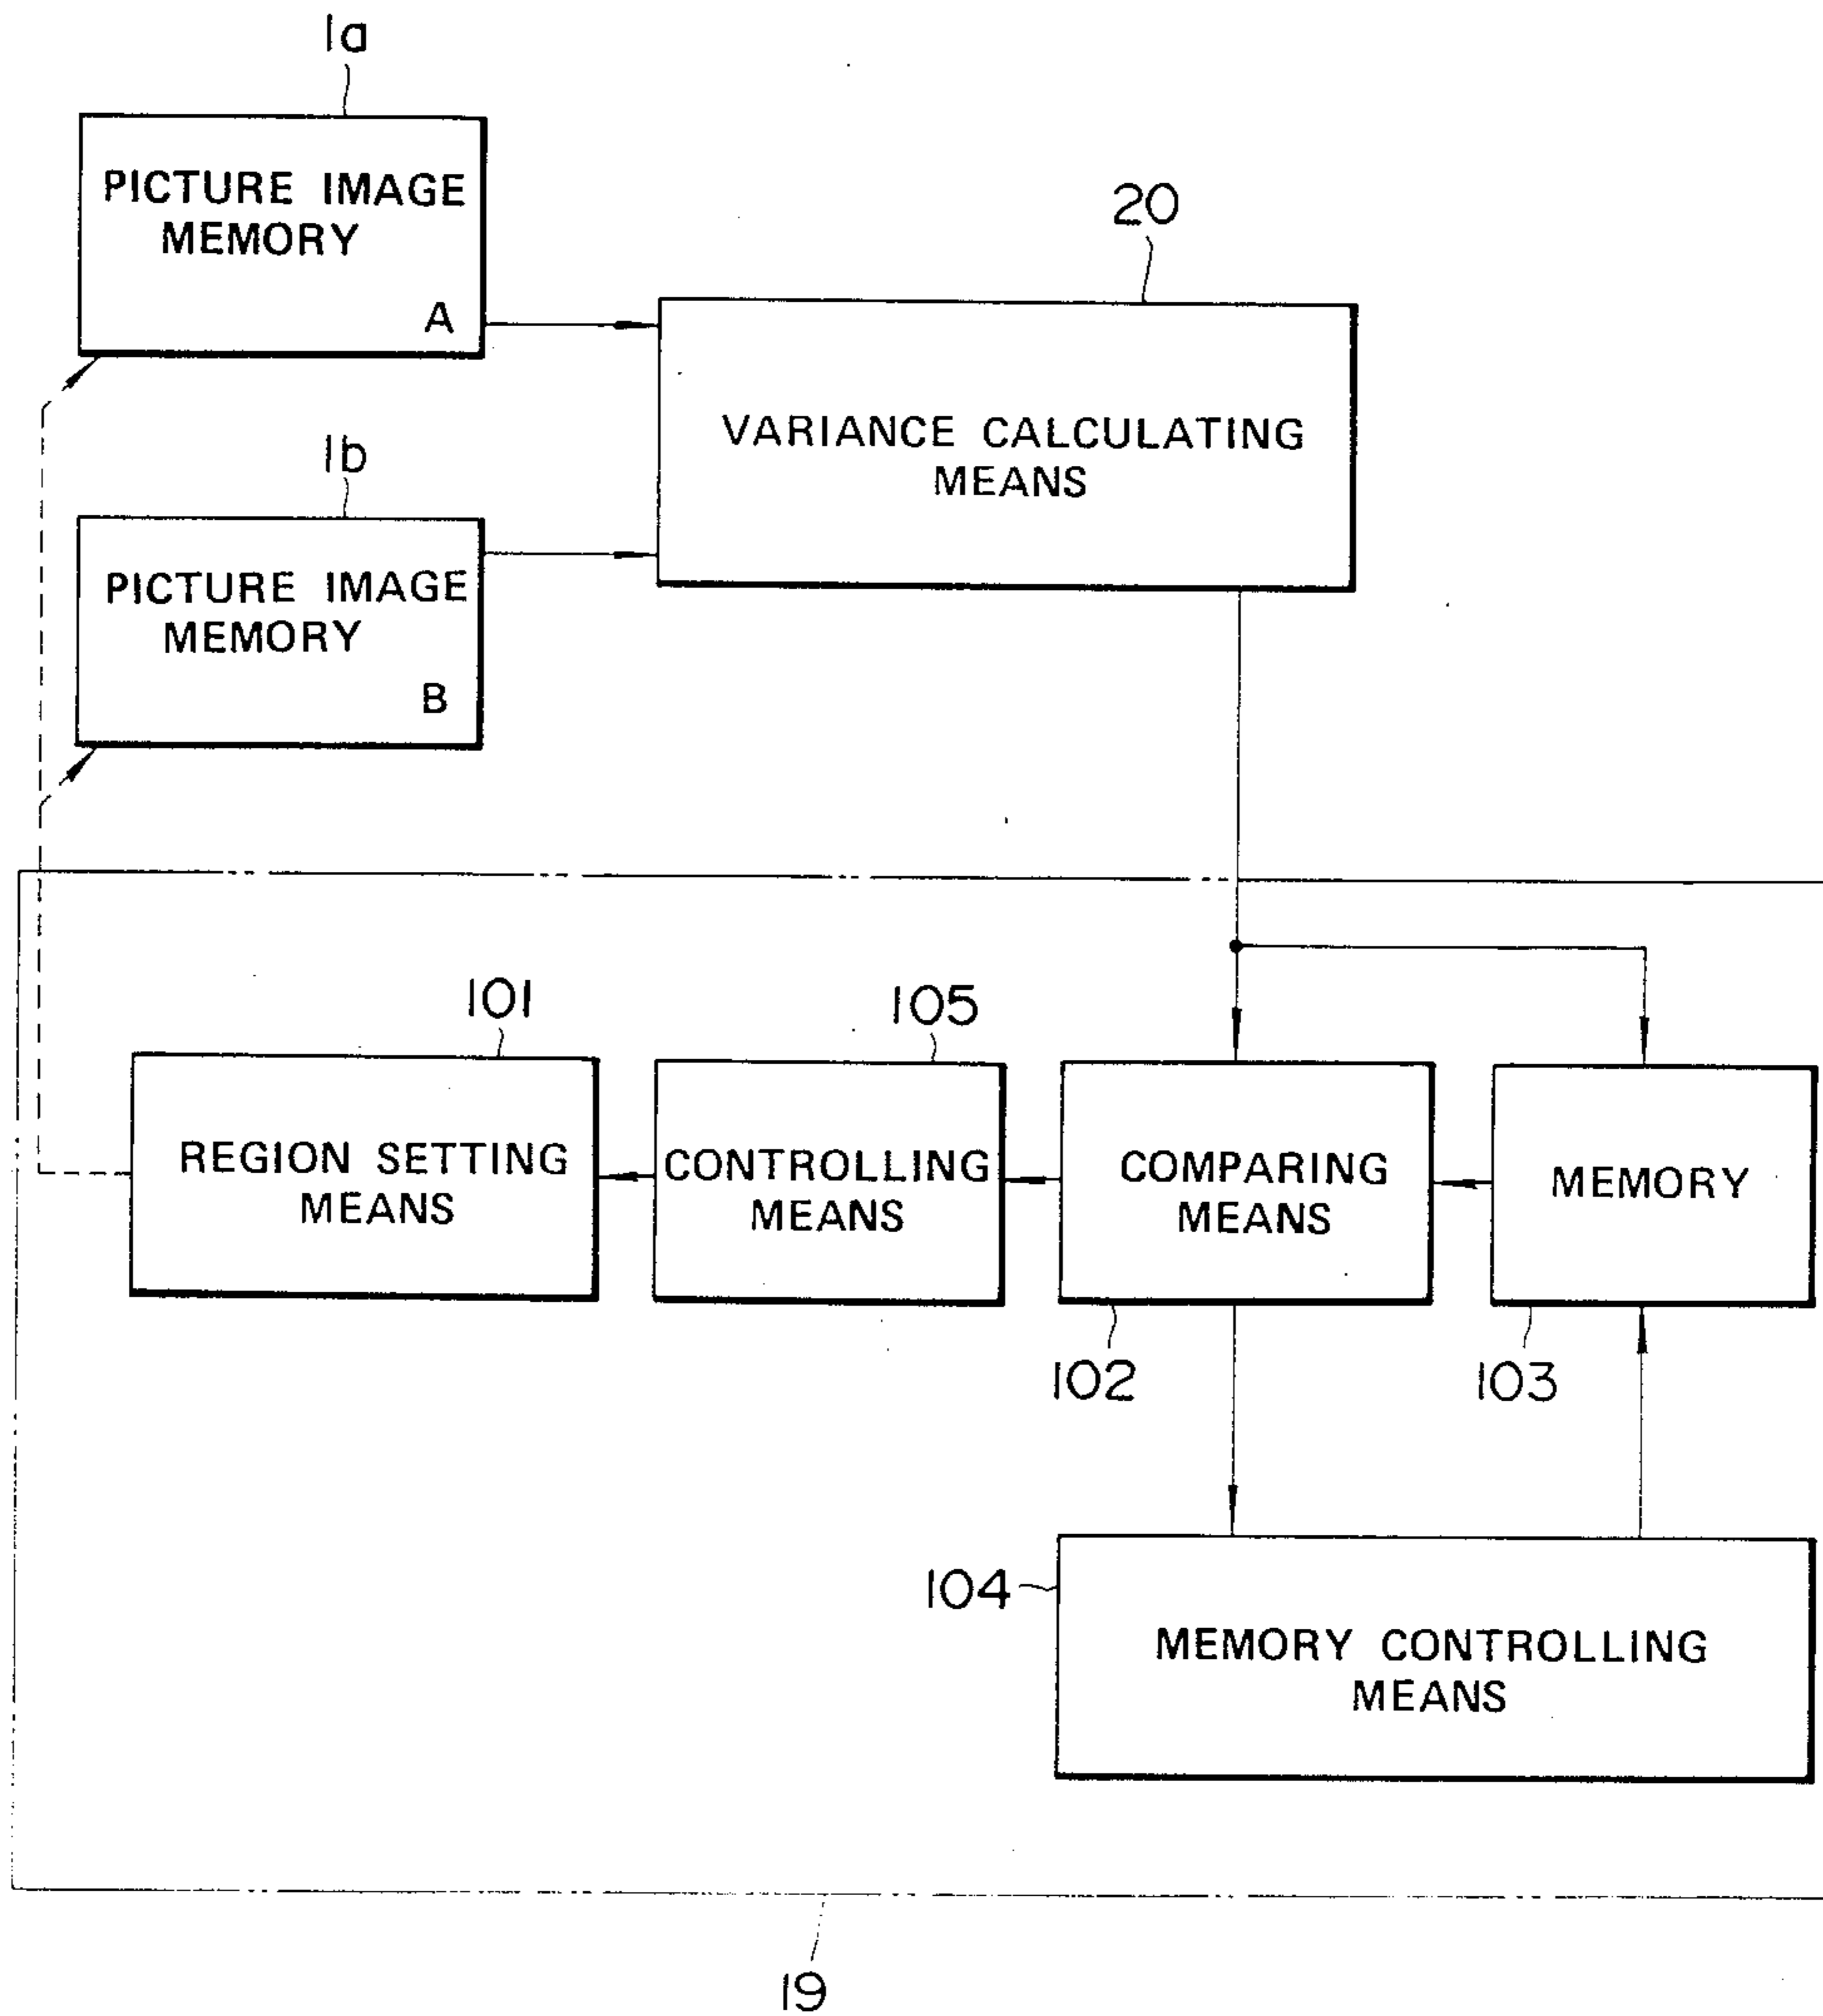 1a
PICTURE IMAGE
MEMORY
A
20
VARIANCE CALCULATING
MEANS
1b
PICTURE IMAGE
MEMORY
B
101
REGION SETTING
MEANS
105
CONTROLLING
MEANS
COMPARING
MEANS
102
MEMORY
103
104
MEMORY CONTROLLING
MEANS
19